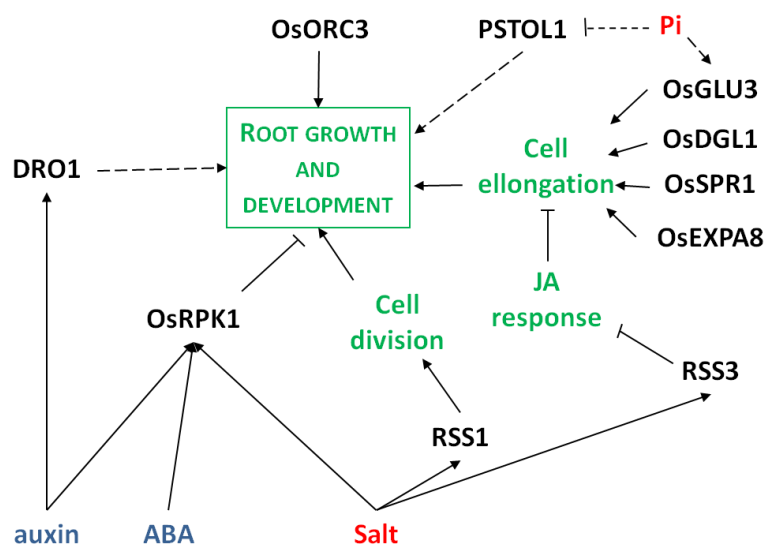 OsORC3
PSTOL1
Pi
OsGLU3
ROOT GROWTH
AND
DEVELOPMENT
DRO1
Cell
ellongation
OsDGL1
OsSPR1
OsEXPA8
JA
response
OsRPK1
Cell
division
RSS3
RSS1
auxin
ABA
Salt